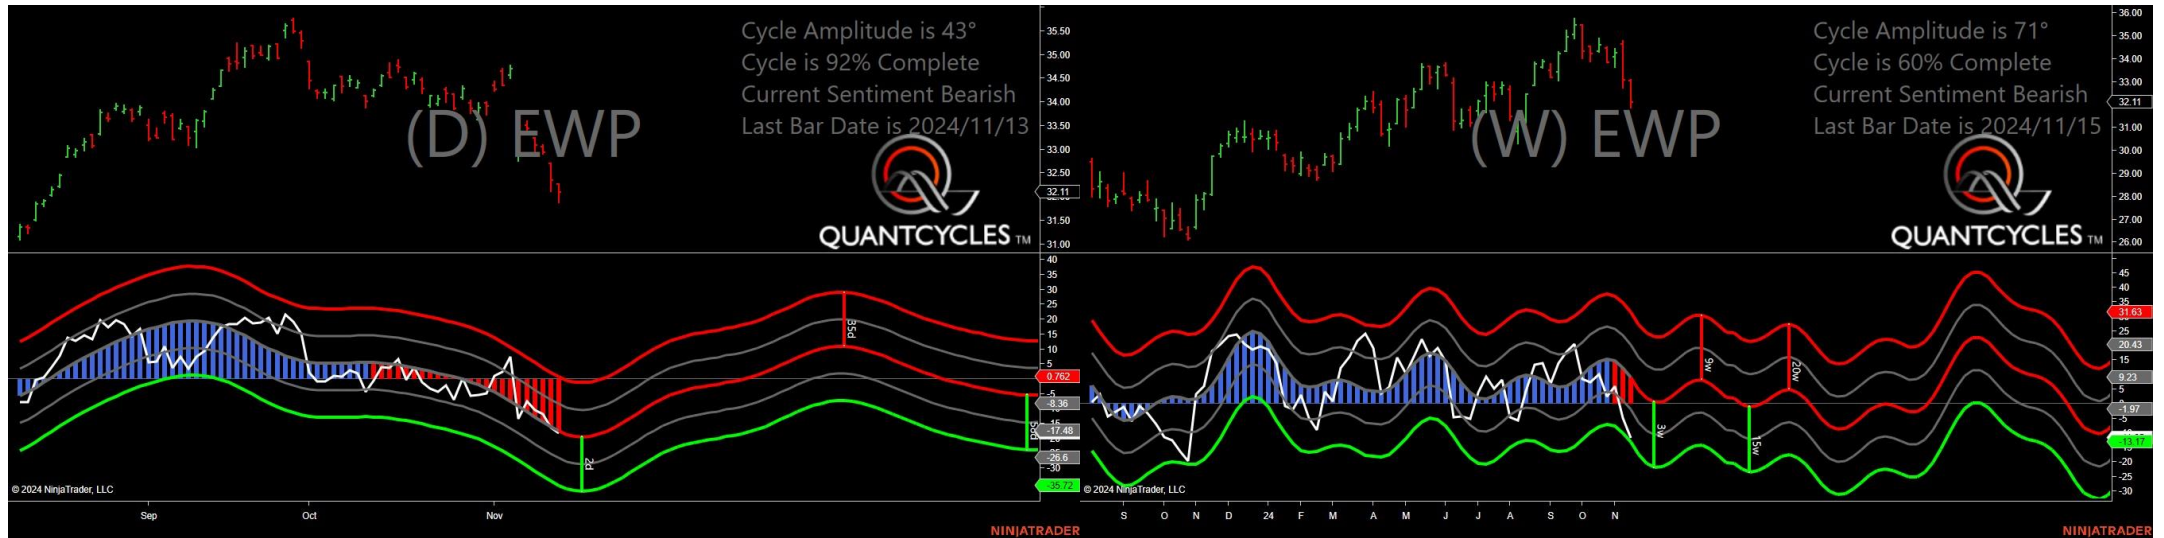 Cycle Amplitude is 43°
Cycle is 92% Complete
Current Sentiment Bearish
Last Bar Date is 2024/11/13
(D) EWP
QUANTCYCLES TM
35.50
35.00
34.50
34.00
33.50
33.00
32.50
32.11
31.50
31.00
40
35
30
25
20
15
10
5
0.762
-5
-8.36
-17.48
-26.6
-30
-35.72
85d
2d
© 2024 NinjaTrader, LLC
Sep Oct Nov
NINJATRADER
Cycle Amplitude is 71°
Cycle is 60% Complete
Current Sentiment Bearish
Last Bar Date is 2024/11/15
(W) EWP
QUANTCYCLES TM
36.00
35.00
34.00
33.00
32.11
31.00
30.00
29.00
28.00
27.00
26.00
45
40
35
31.63
25
20.43
15
9.23
5
-1.97
-5
-13.17
-20
-25
-30
9w
20w
3w
15w
© 2024 NinjaTrader, LLC
S O N D 24 F M A M J J A S O N
NINJATRADER